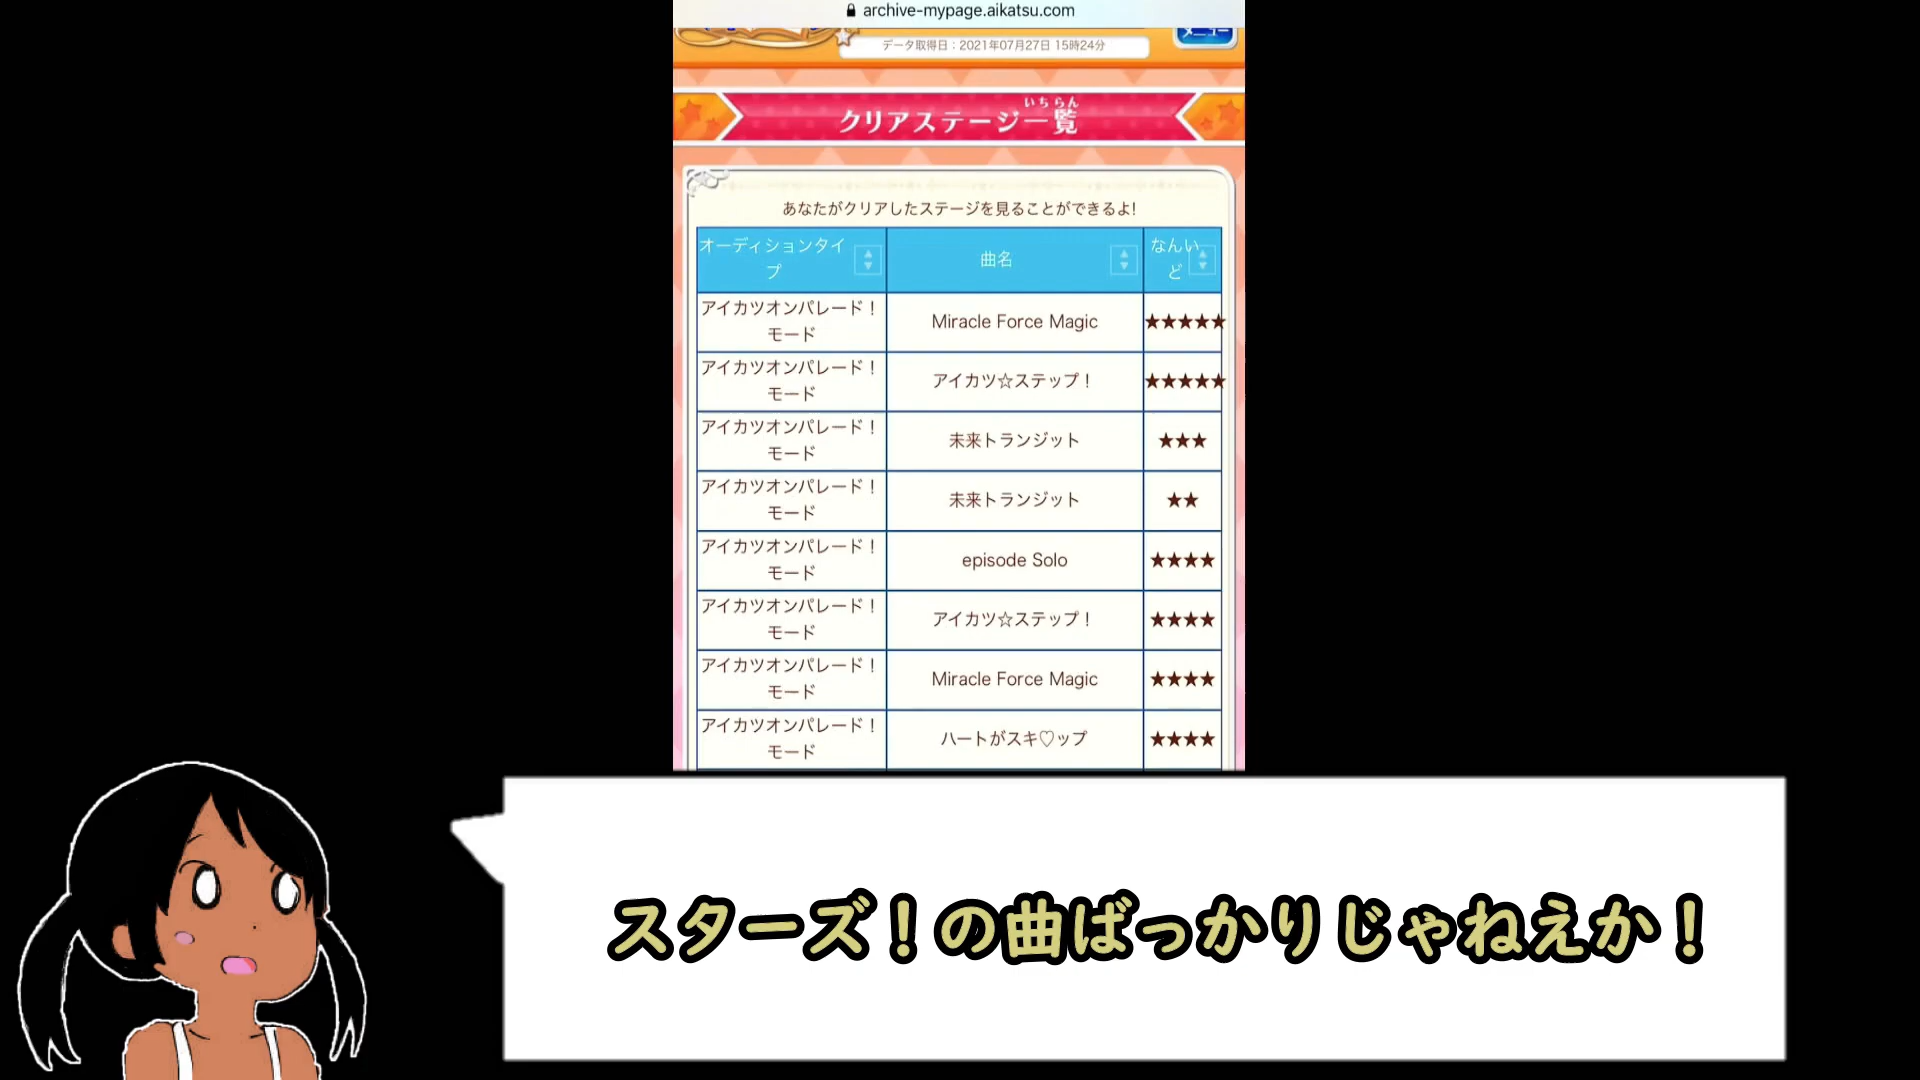 archive-mypage.aikatsu.com
メニュー
データ取得日：2021年07月27日 15時24分
いちらん
クリアステージ一覧
あなたがクリアしたステージを見ることができるよ!
オーディションタイプ 曲名 なんいど
アイカツオンパレード！モード Miracle Force Magic ★★★★★
アイカツオンパレード！モード アイカツ☆ステップ！ ★★★★★
アイカツオンパレード！モード 未来トランジット ★★★
アイカツオンパレード！モード 未来トランジット ★★
アイカツオンパレード！モード episode Solo ★★★★
アイカツオンパレード！モード アイカツ☆ステップ！ ★★★★
アイカツオンパレード！モード Miracle Force Magic ★★★★
アイカツオンパレード！モード ハートがスキ♡ップ ★★★★
スターズ！の曲ばっかりじゃねえか！